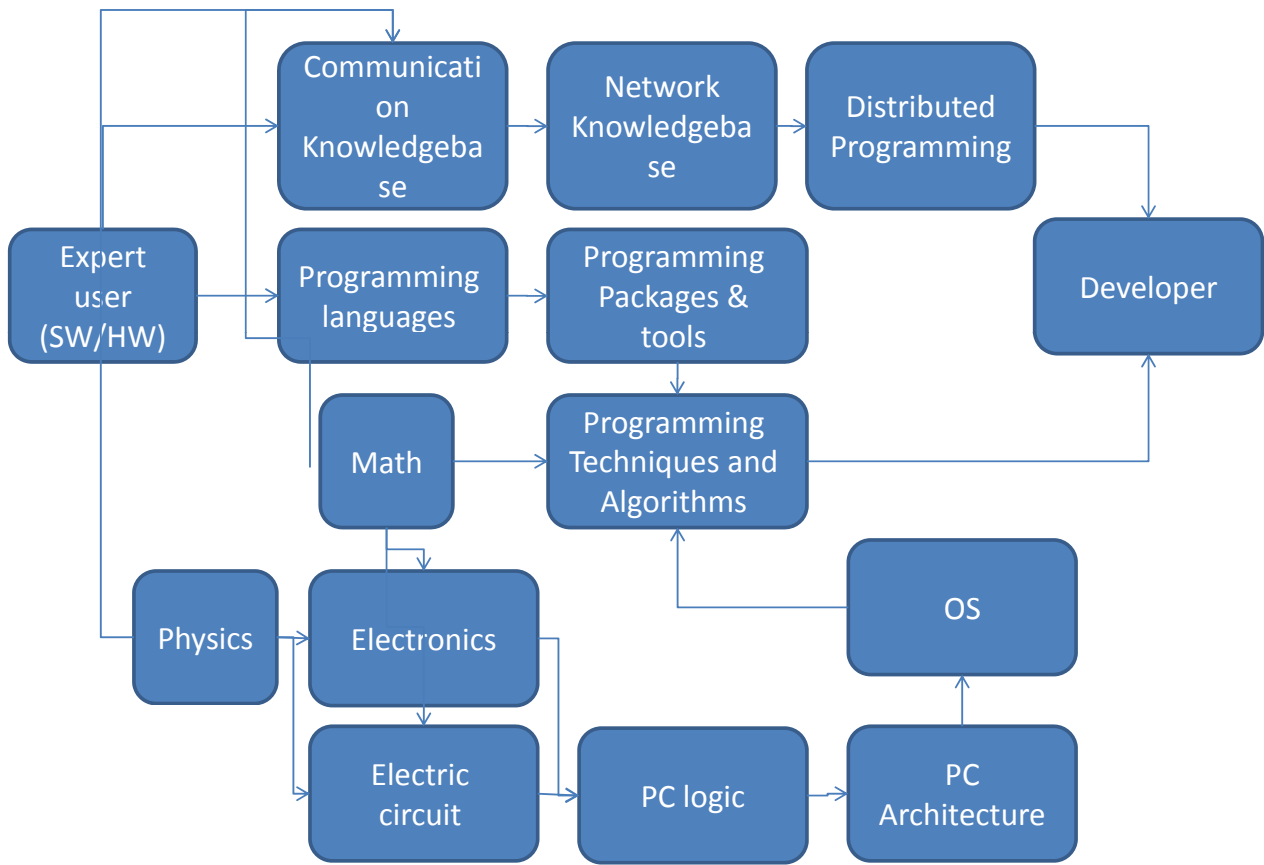 Communicati
on
Knowledgeba
se
Network
Knowledgeba
se
Distributed
Programming
Expert
user
(SW/HW)
Programming
languages
Programming
Packages &
tools
Developer
Math
Programming
Techniques and
Algorithms
Physics
Electronics
OS
Electric
circuit
PC logic
PC
Architecture